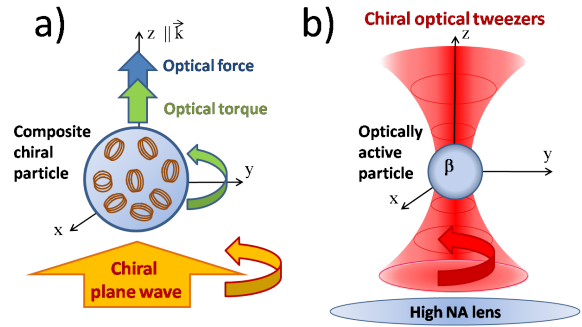 a)
z ∥ k⃗
Optical force
Optical torque
Composite
chiral
particle
y
x
Chiral
plane wave
b)
Chiral optical tweezers
z
Optically
active
particle
β
y
x
High NA lens